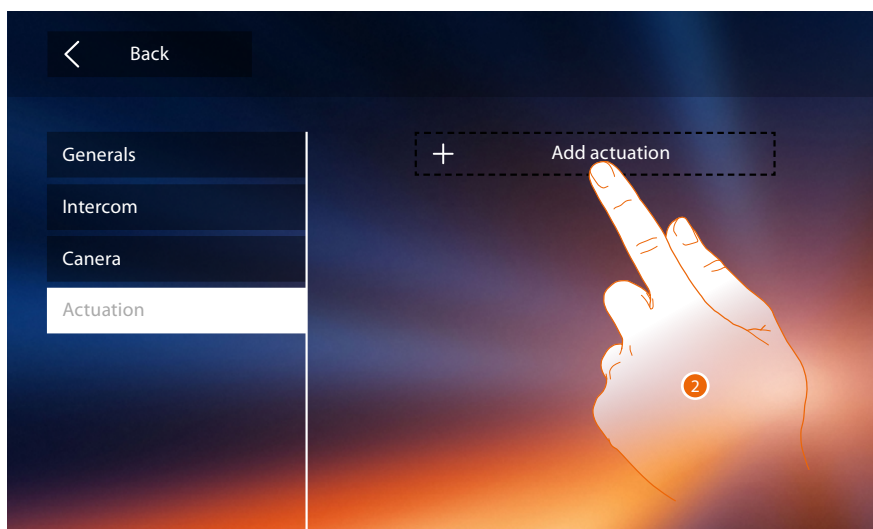 Back
Generals
Intercom
Canera
Actuation
+ Add actuation
2